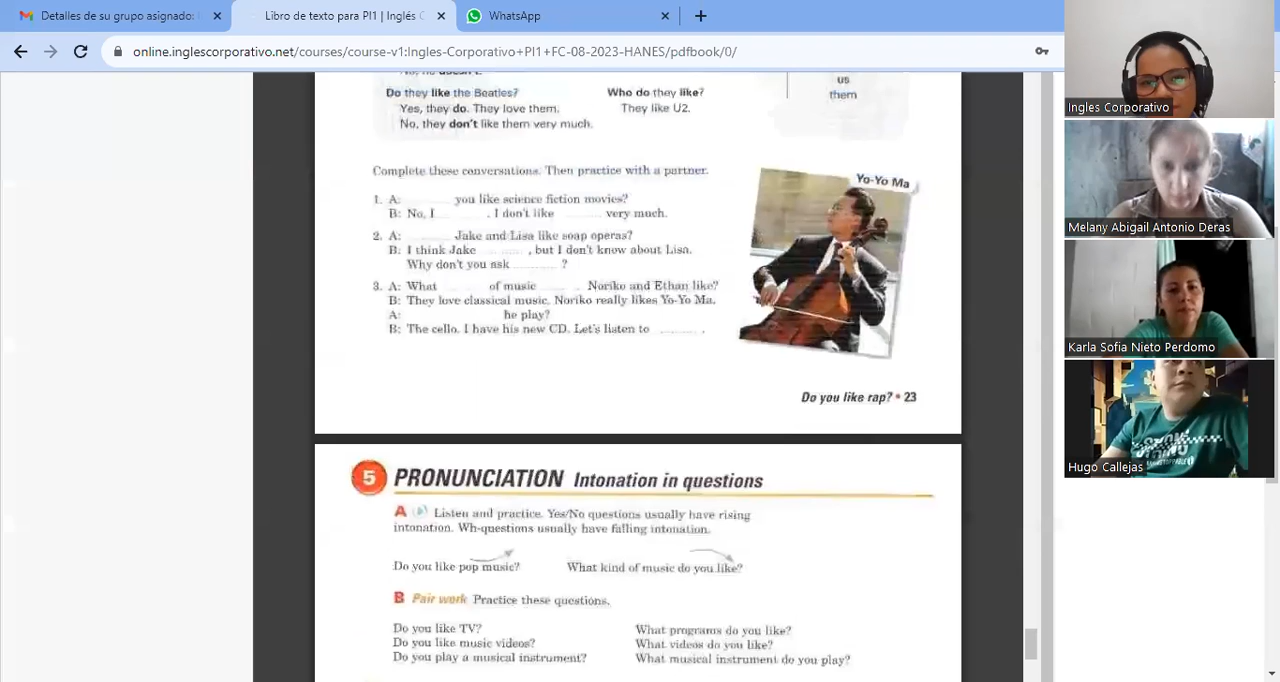 Detalles de su grupo asignado:
Libro de texto para PI1 | Inglés C
WhatsApp
online.inglescorporativo.net/courses/course-v1:Ingles-Corporativo+PI1+FC-08-2023-HANES/pdfbook/0/
No, he doesn't.
us
Do they like the Beatles?
Who do they like?
them
Yes, they do. They love them.
They like U2.
No, they don't like them very much.
Complete these conversations. Then practice with a partner.
Yo-Yo Ma
1. A: you like science fiction movies?
B: No, I . I don't like very much.
2. A: Jake and Lisa like soap operas?
B: I think Jake , but I don't know about Lisa.
Why don't you ask ?
3. A: What of music Noriko and Ethan like?
B: They love classical music. Noriko really likes Yo-Yo Ma.
A: he play?
B: The cello. I have his new CD. Let's listen to .
Do you like rap? • 23
5 PRONUNCIATION Intonation in questions
A Listen and practice. Yes/No questions usually have rising
intonation. Wh-questions usually have falling intonation.
Do you like pop music? What kind of music do you like?
B Pair work Practice these questions.
Do you like TV? What programs do you like?
Do you like music videos? What videos do you like?
Do you play a musical instrument? What musical instrument do you play?
Ingles Corporativo
Melany Abigail Antonio Deras
Karla Sofia Nieto Perdomo
Hugo Callejas